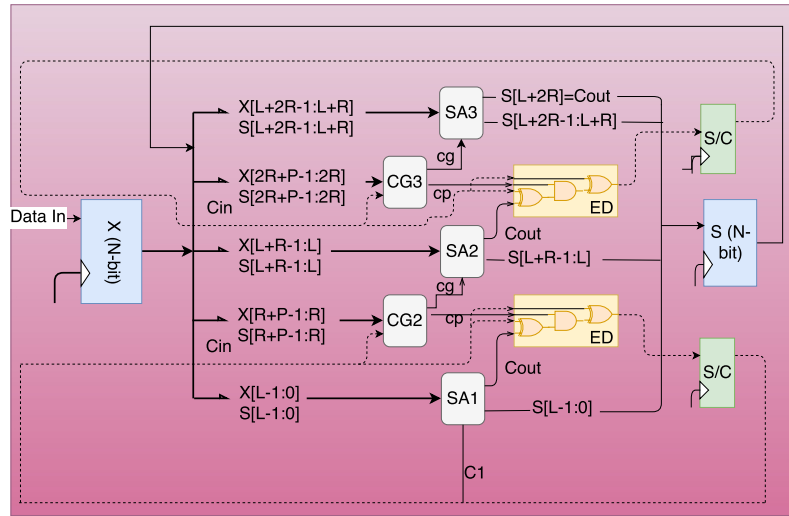 X[L+2R-1:L+R]
S[L+2R-1:L+R]
SA3
S[L+2R]=Cout
S[L+2R-1:L+R]
S/C
cg
X[2R+P-1:2R]
S[2R+P-1:2R]
CG3
cp
Cin
ED
Data In
X (N-bit)
Cout
S (N-
bit)
X[L+R-1:L]
S[L+R-1:L]
SA2
S[L+R-1:L]
cg
X[R+P-1:R]
S[R+P-1:R]
CG2
cp
Cin
ED
S/C
Cout
X[L-1:0]
S[L-1:0]
SA1
S[L-1:0]
C1